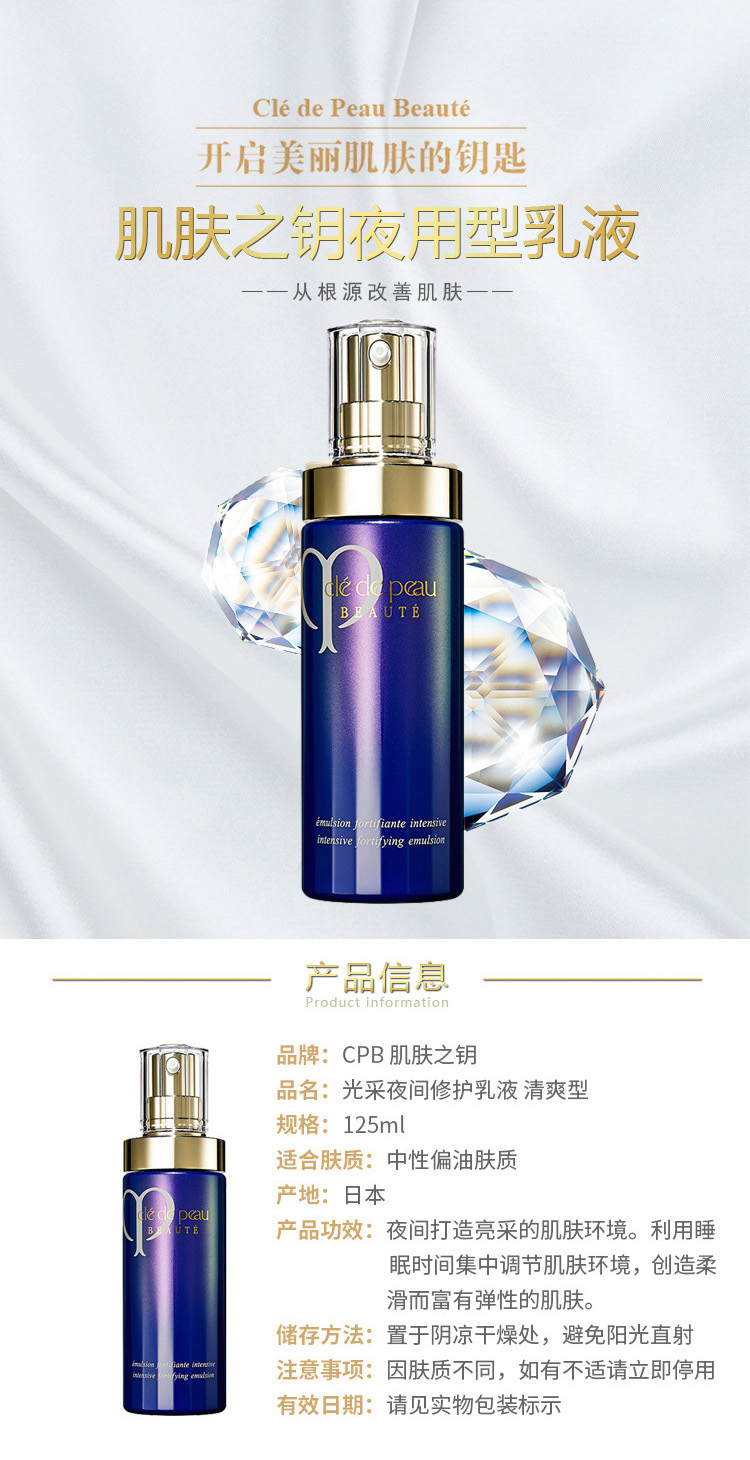 Clé de Peau Beauté
开启美丽肌肤的钥匙
肌肤之钥夜用型乳液
——从根源改善肌肤——
clé de peau
BEAUTÉ
émulsion fortifiante intensive
intensive fortifying emulsion
产品信息
Product information
品牌：CPB 肌肤之钥
品名：光采夜间修护乳液 清爽型
规格：125ml
适合肤质：中性偏油肤质
产地：日本
产品功效：夜间打造亮采的肌肤环境。利用睡
眠时间集中调节肌肤环境，创造柔
滑而富有弹性的肌肤。
储存方法：置于阴凉干燥处，避免阳光直射
注意事项：因肤质不同，如有不适请立即停用
有效日期：请见实物包装标示
clé de peau
BEAUTÉ
émulsion fortifiante intensive
intensive fortifying emulsion